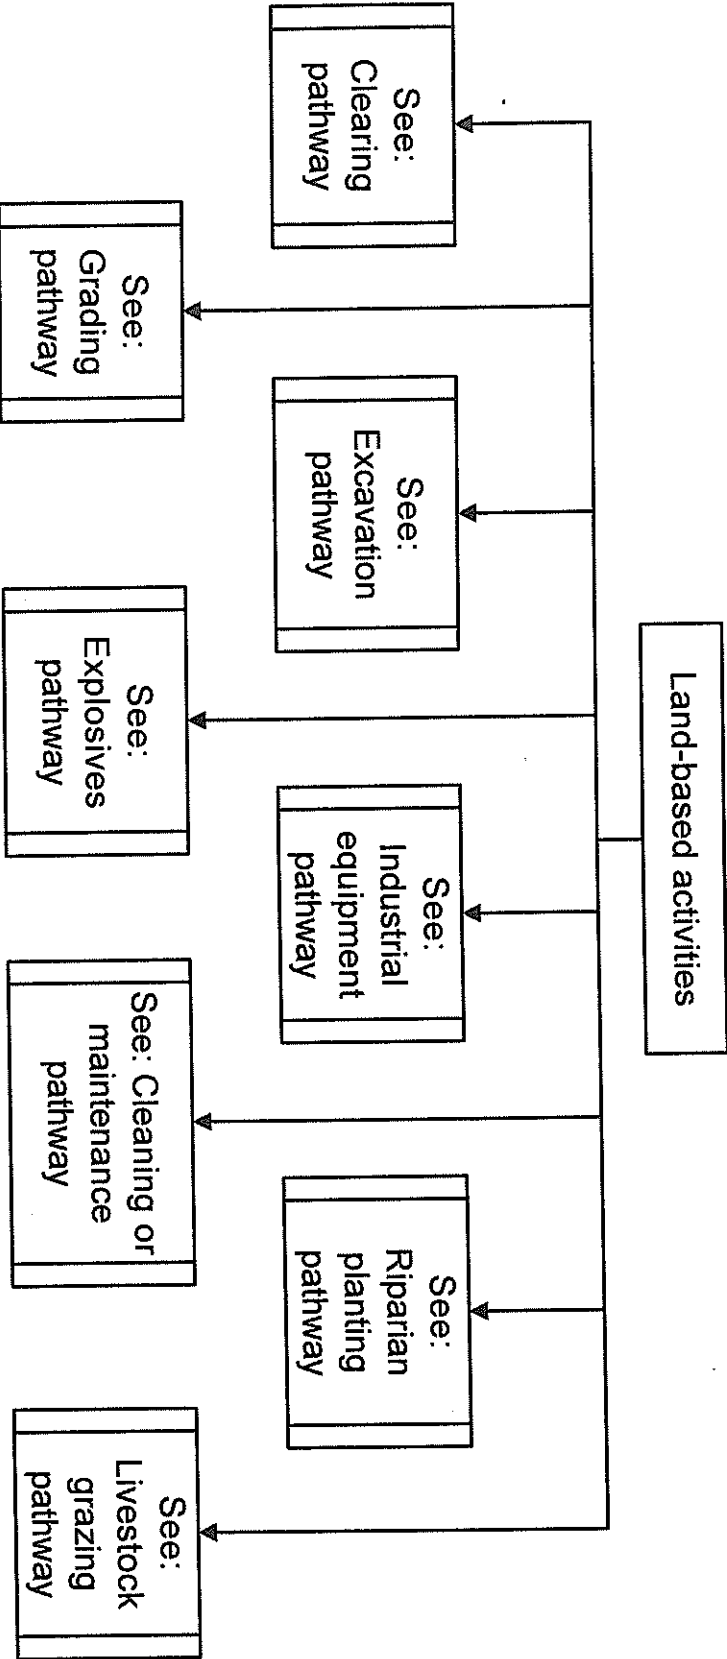 Land-based activities
See:
Clearing
pathway
See:
Grading
pathway
See:
Excavation
pathway
See:
Explosives
pathway
See:
Industrial
equipment
pathway
See: Cleaning or
maintenance
pathway
See:
Riparian
planting
pathway
See:
Livestock
grazing
pathway